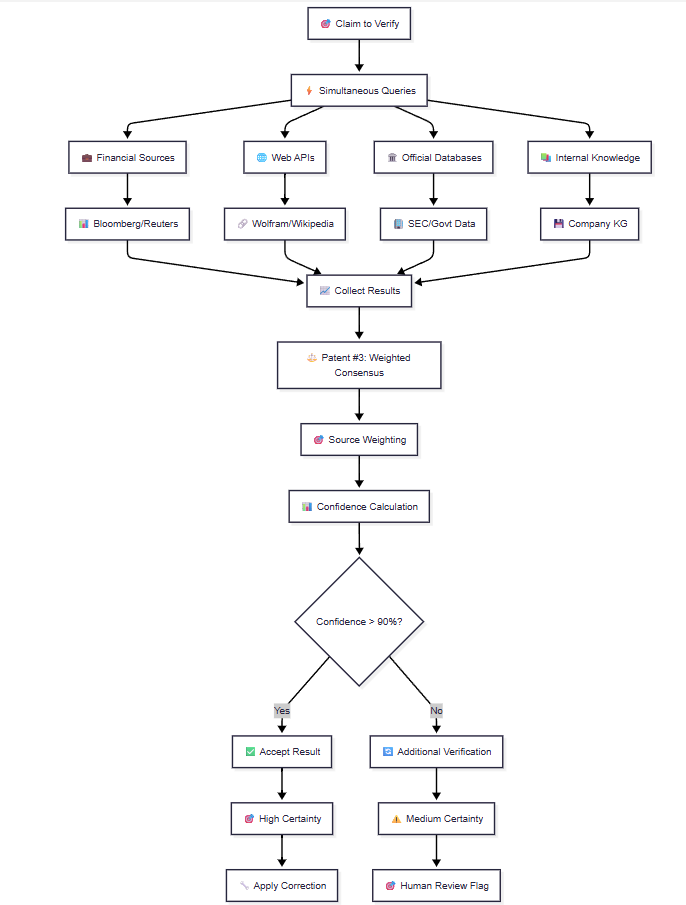 Claim to Verify
Simultaneous Queries
Financial Sources
Web APIs
Official Databases
Internal Knowledge
Bloomberg/Reuters
Wolfram/Wikipedia
SEC/Govt Data
Company KG
Collect Results
Patent #3: Weighted
Consensus
Source Weighting
Confidence Calculation
Confidence > 90%?
Yes
No
Accept Result
Additional Verification
High Certainty
Medium Certainty
Apply Correction
Human Review Flag